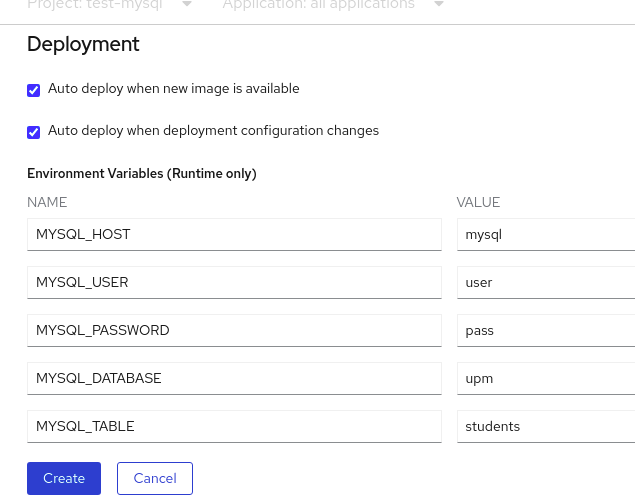 Project: test-mysql Application: all applications
Deployment
Auto deploy when new image is available
Auto deploy when deployment configuration changes
Environment Variables (Runtime only)
NAME VALUE
MYSQL_HOST mysql
MYSQL_USER user
MYSQL_PASSWORD pass
MYSQL_DATABASE upm
MYSQL_TABLE students
Create Cancel